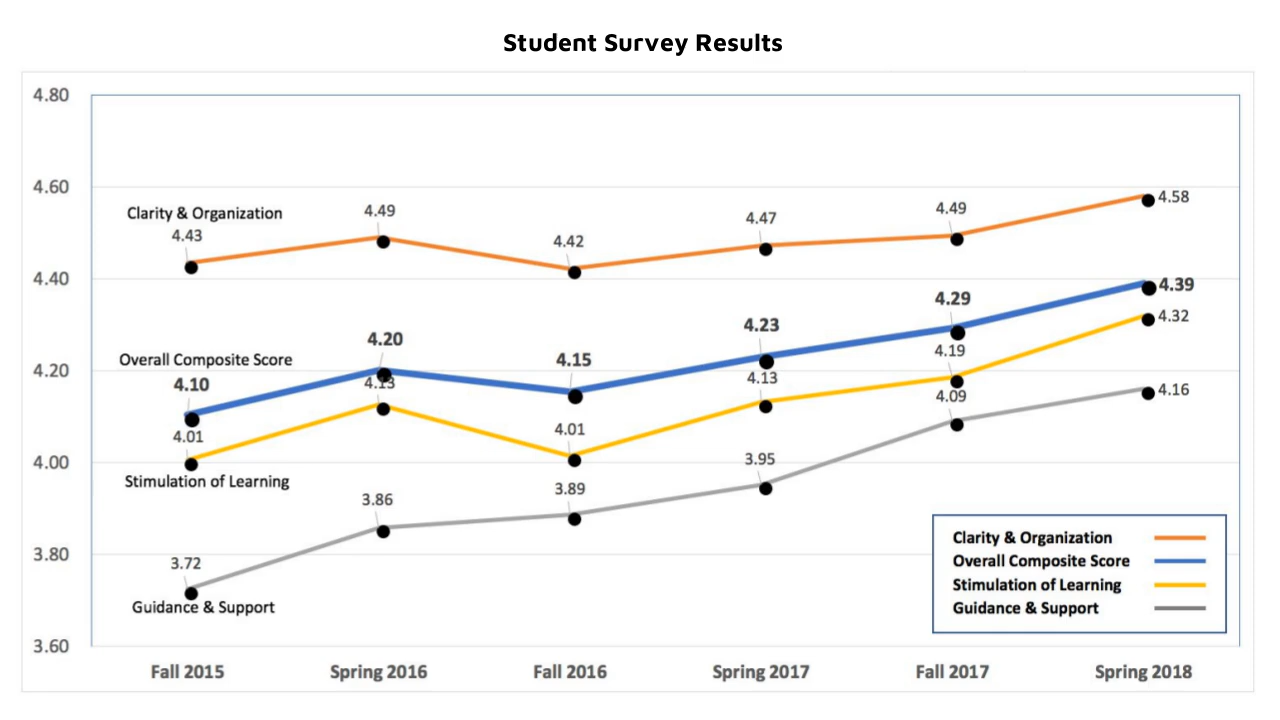 Student Survey Results
4.80
4.60
4.40
4.20
4.00
3.80
3.60
Clarity & Organization
4.43
4.49
4.42
4.47
4.49
4.58
Overall Composite Score
4.10
4.20
4.15
4.23
4.29
4.39
4.01
4.13
4.01
4.13
4.19
4.32
Stimulation of Learning
3.72
3.86
3.89
3.95
4.09
4.16
Guidance & Support
Clarity & Organization
Overall Composite Score
Stimulation of Learning
Guidance & Support
Fall 2015
Spring 2016
Fall 2016
Spring 2017
Fall 2017
Spring 2018